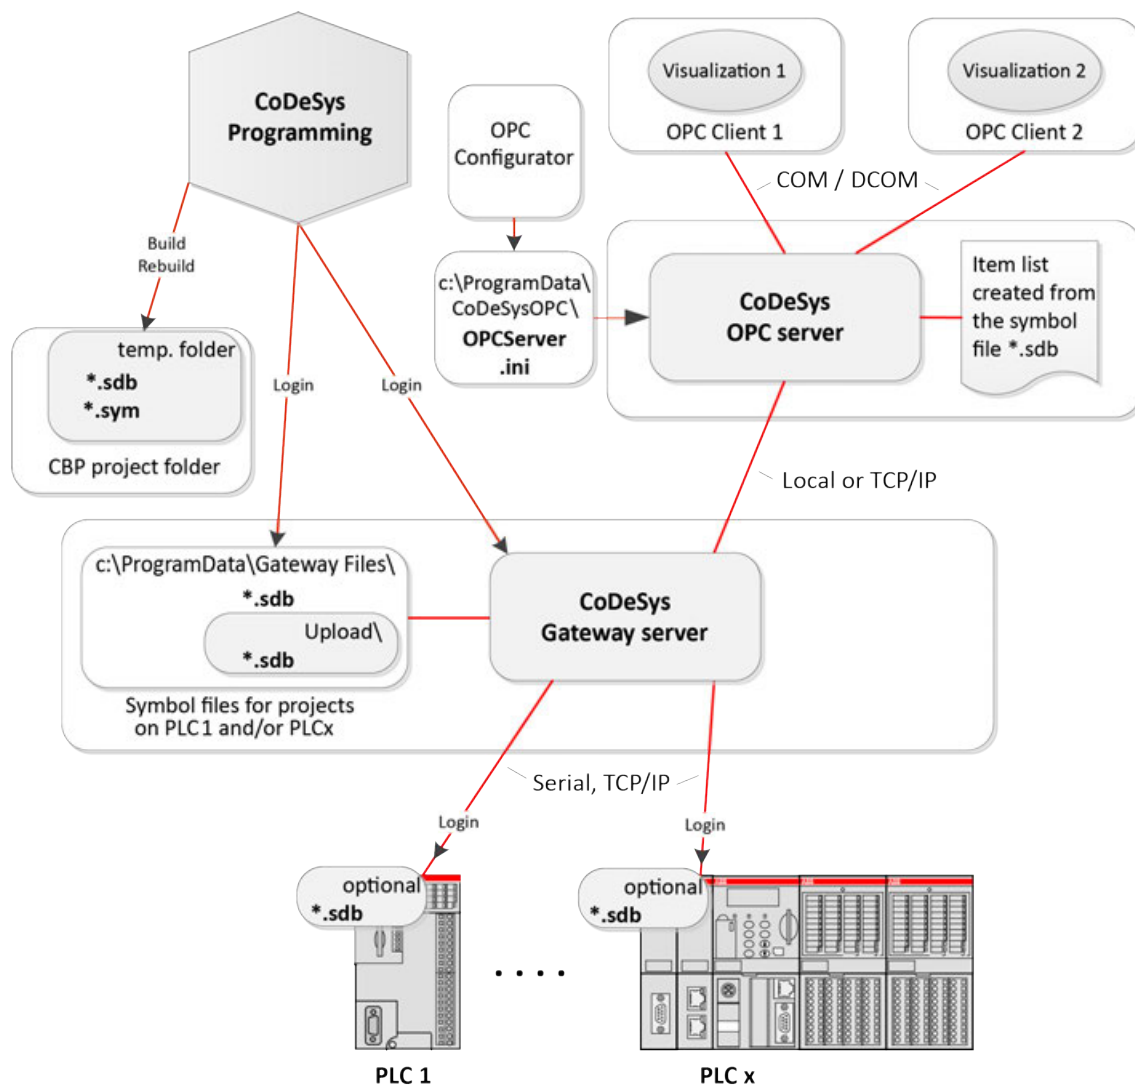 CoDeSys
Programming
OPC
Configurator
Visualization 1
OPC Client 1
Visualization 2
OPC Client 2
COM / DCOM
Build
Rebuild
c:\ProgramData\
CoDeSysOPC\
OPCServer
.ini
CoDeSys
OPC server
Item list
created from
the symbol
file *.sdb
temp. folder
*.sdb
*.sym
CBP project folder
Login
Login
Local or TCP/IP
c:\ProgramData\Gateway Files\
*.sdb
Upload\
*.sdb
Symbol files for projects
on PLC1 and/or PLCx
CoDeSys
Gateway server
Serial, TCP/IP
Login
Login
optional
*.sdb
optional
*.sdb
. . . .
PLC 1
PLC x